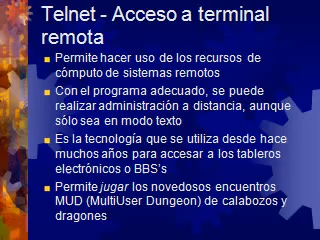 Telnet - Acceso a terminal
remota
Permite hacer uso de los recursos de
cómputo de sistemas remotos
Con el programa adecuado, se puede
realizar administración a distancia, aunque
sólo sea en modo texto
Es la tecnología que se utiliza desde hace
muchos años para accesar a los tableros
electrónicos o BBS's
Permite jugar los novedosos encuentros
MUD (MultiUser Dungeon) de calabozos y
dragones